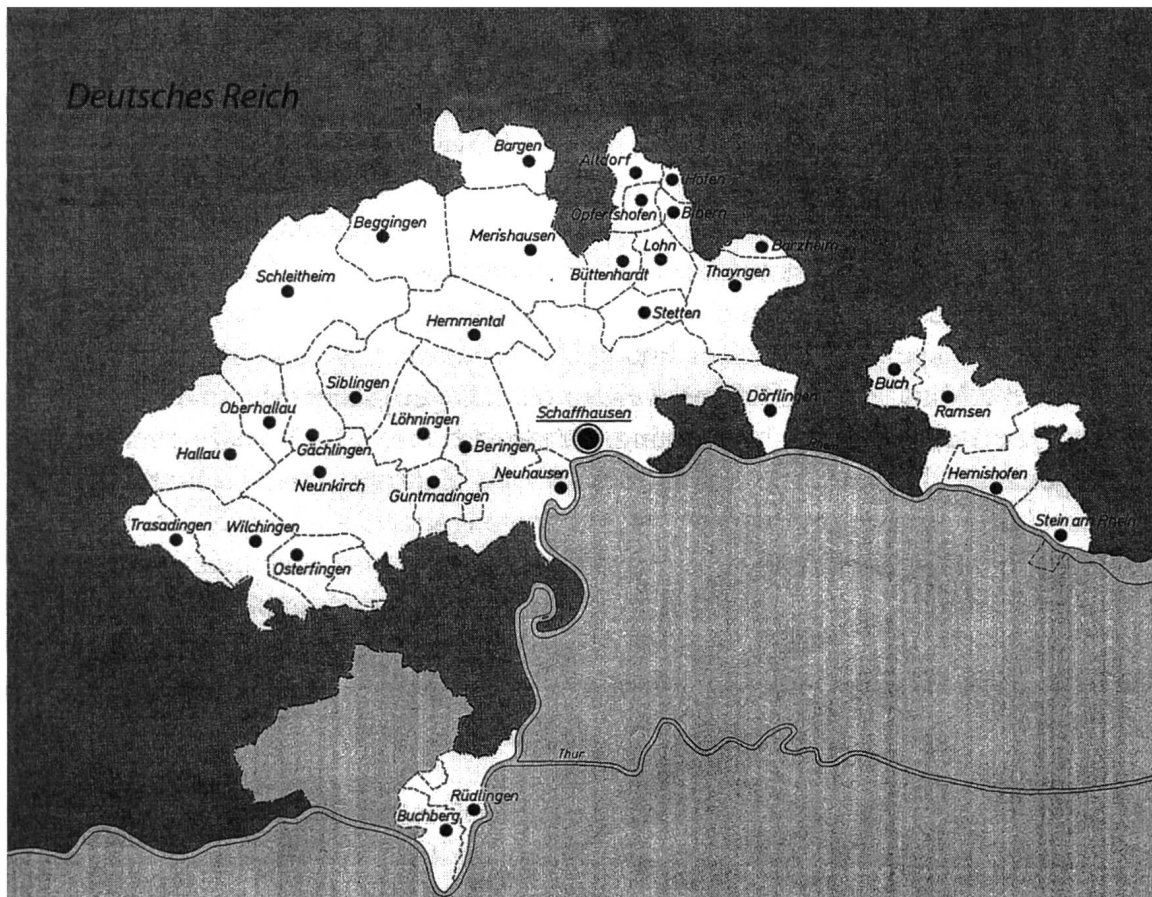 Deutsches Reich
Bargen
Altdorf
Hofen
Opfertshofen
Bibern
Beggingen
Merishausen
Lohn
Barzheim
Büttenhardt
Thayngen
Schleitheim
Stetten
Hemmental
Siblingen
Buch
Dörflingen
Ramsen
Oberhallau
Löhningen
Schaffhausen
Gächlingen
Beringen
Rhein
Hallau
Neunkirch
Guntmadingen
Neuhausen
Hemishofen
Trasadingen
Wilchingen
Stein am Rhein
Osterfingen
Thur
Rüdlingen
Buchberg